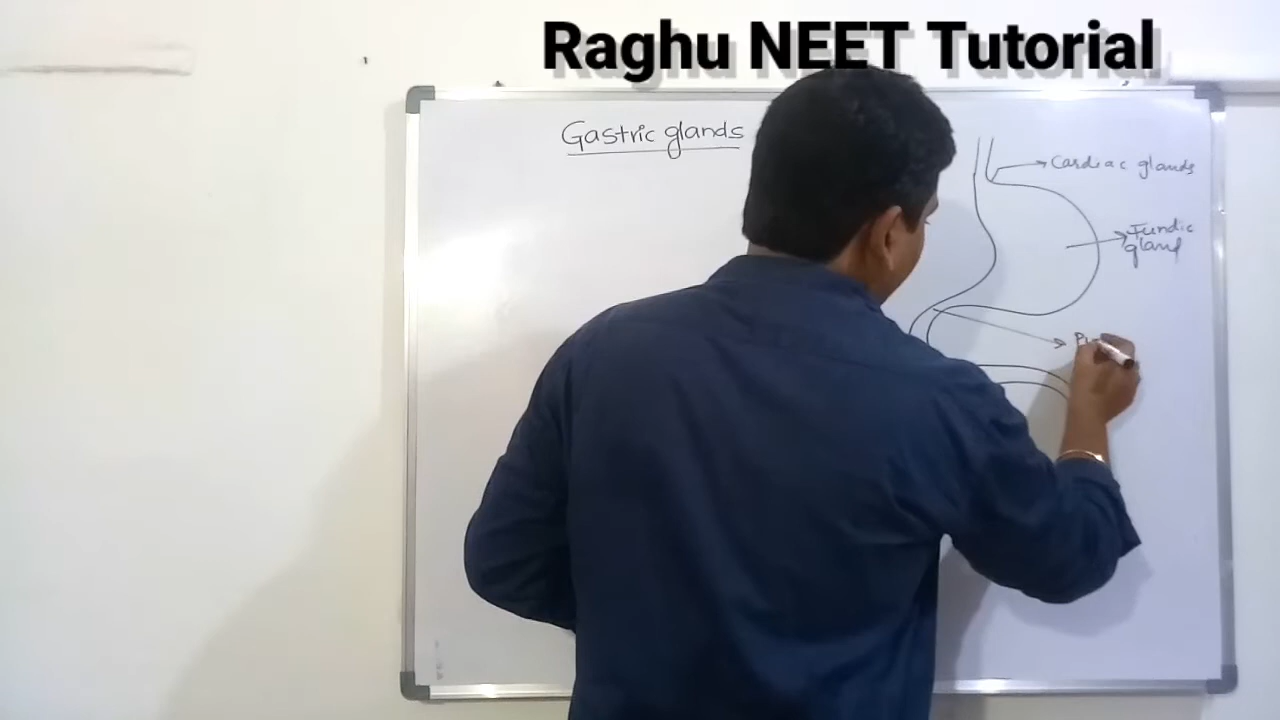 Raghu NEET Tutorial
Gastric glands
Cardiac glands
Fundic
gland